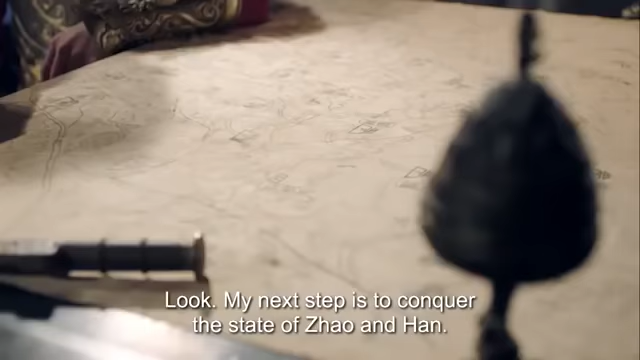 Look. My next step is to conquer
the state of Zhao and Han.